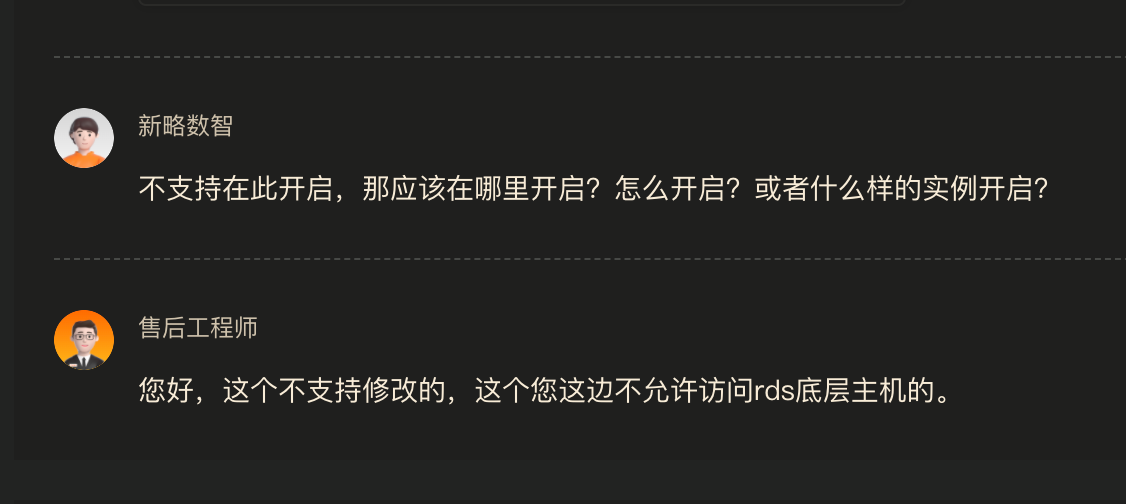 新略数智
不支持在此开启，那应该在哪里开启？怎么开启？或者什么样的实例开启？
售后工程师
您好，这个不支持修改的，这个您这边不允许访问rds底层主机的。